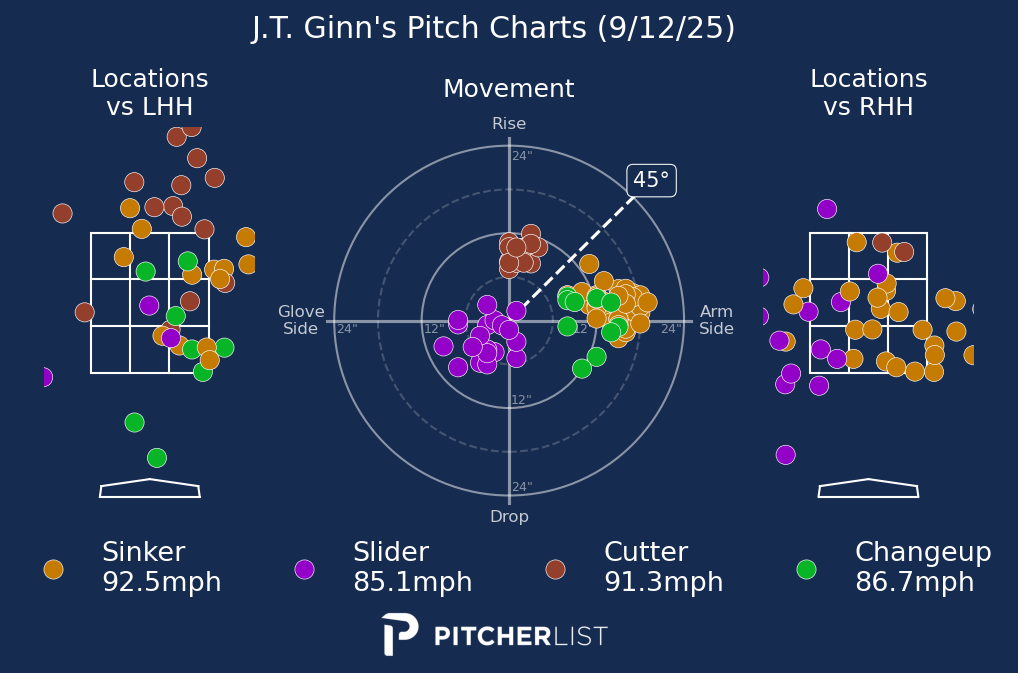 J.T. Ginn's Pitch Charts (9/12/25)
Locations
vs LHH
Movement
Locations
vs RHH
Rise
24"
45°
Glove
Side
24"
12"
12"
24"
Arm
Side
12"
24"
Drop
Sinker
92.5mph
Slider
85.1mph
Cutter
91.3mph
Changeup
86.7mph
PITCHERLIST